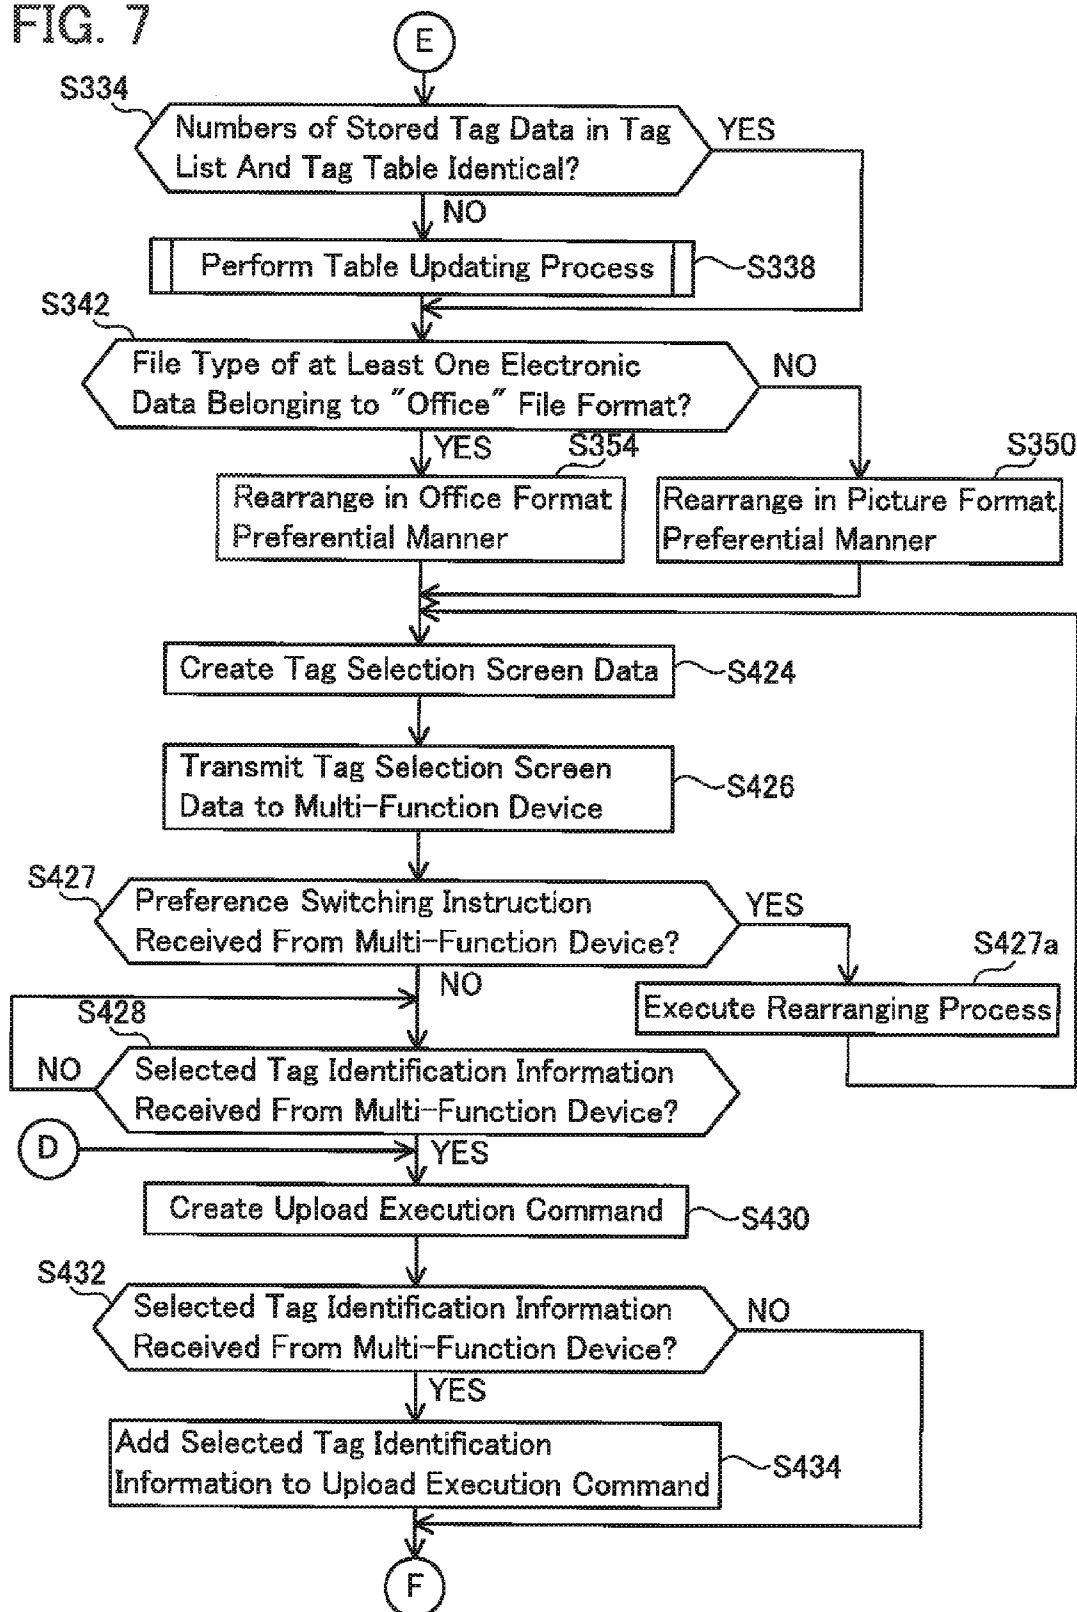 FIG. 7
E
S334
Numbers of Stored Tag Data in Tag
List And Tag Table Identical?
YES
NO
Perform Table Updating Process
S338
S342
File Type of at Least One Electronic
Data Belonging to "Office" File Format?
NO
YES
S354
S350
Rearrange in Office Format
Preferential Manner
Rearrange in Picture Format
Preferential Manner
Create Tag Selection Screen Data
S424
Transmit Tag Selection Screen
Data to Multi-Function Device
S426
S427
Preference Switching Instruction
Received From Multi-Function Device?
YES
NO
S427a
Execute Rearranging Process
S428
Selected Tag Identification Information
Received From Multi-Function Device?
NO
D
YES
Create Upload Execution Command
S430
S432
Selected Tag Identification Information
Received From Multi-Function Device?
NO
YES
Add Selected Tag Identification
Information to Upload Execution Command
S434
F